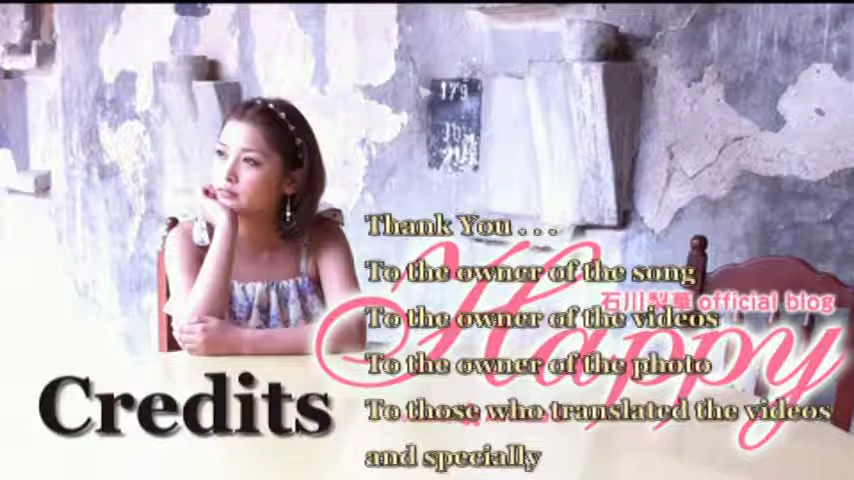 179
Thank You . . .
To the owner of the song
石川梨華 official blog
To the owner of the videos
Happy
To the owner of the photo
Credits
To those who translated the videos
and specially